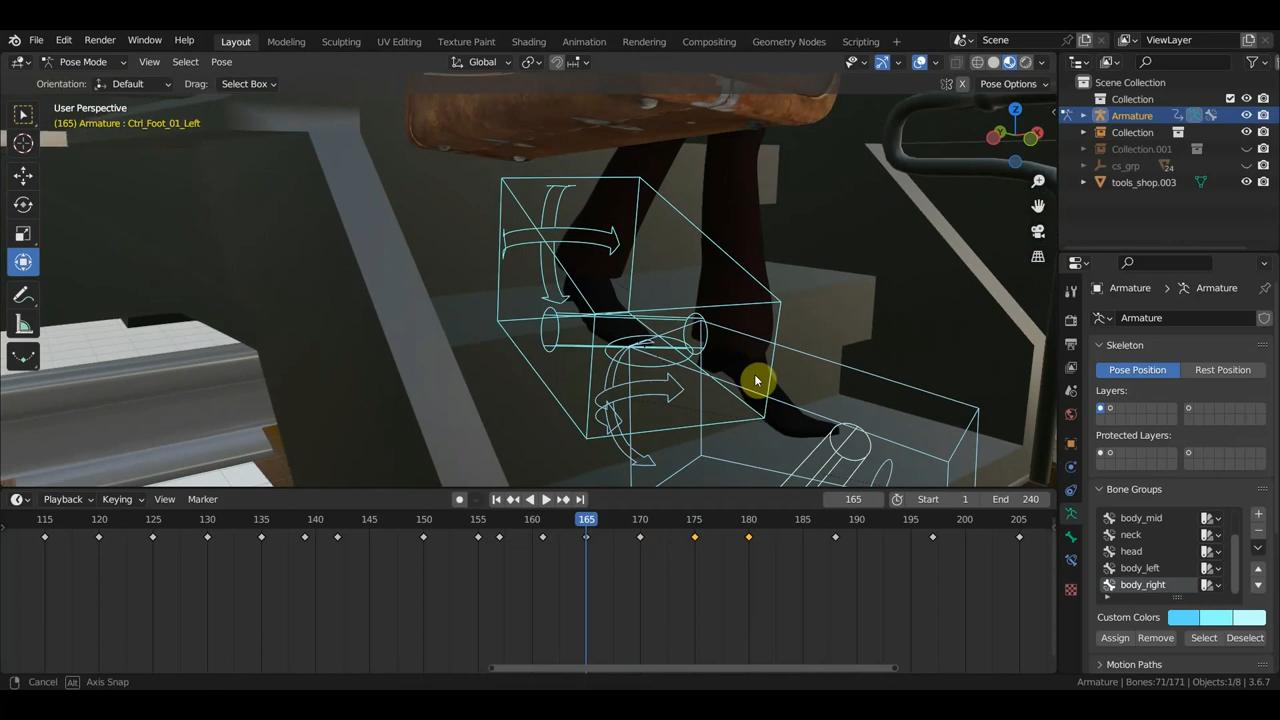 File Edit Render Window Help Layout Modeling Sculpting UV Editing Texture Paint Shading Animation Rendering Compositing Geometry Nodes Scripting + Scene ViewLayer
Pose Mode View Select Pose Global
Orientation: Default Drag: Select Box X Pose Options
User Perspective
(165) Armature : Ctrl_Foot_01_Left
Z
Y
X
Scene Collection
Collection
Armature
Collection
Collection.001
cs_grp 24
tools_shop.003
Armature Armature
Armature
Skeleton
Pose Position Rest Position
Layers:
Protected Layers:
Bone Groups
body_mid
neck
head
body_left
body_right
Custom Colors
Assign Remove Select Deselect
Motion Paths
Playback Keying View Marker 165 Start 1 End 240
115 120 125 130 135 140 145 150 155 160 165 170 175 180 185 190 195 200 205
Cancel Alt Axis Snap Armature | Bones:71/171 | Objects:1/8 | 3.6.7